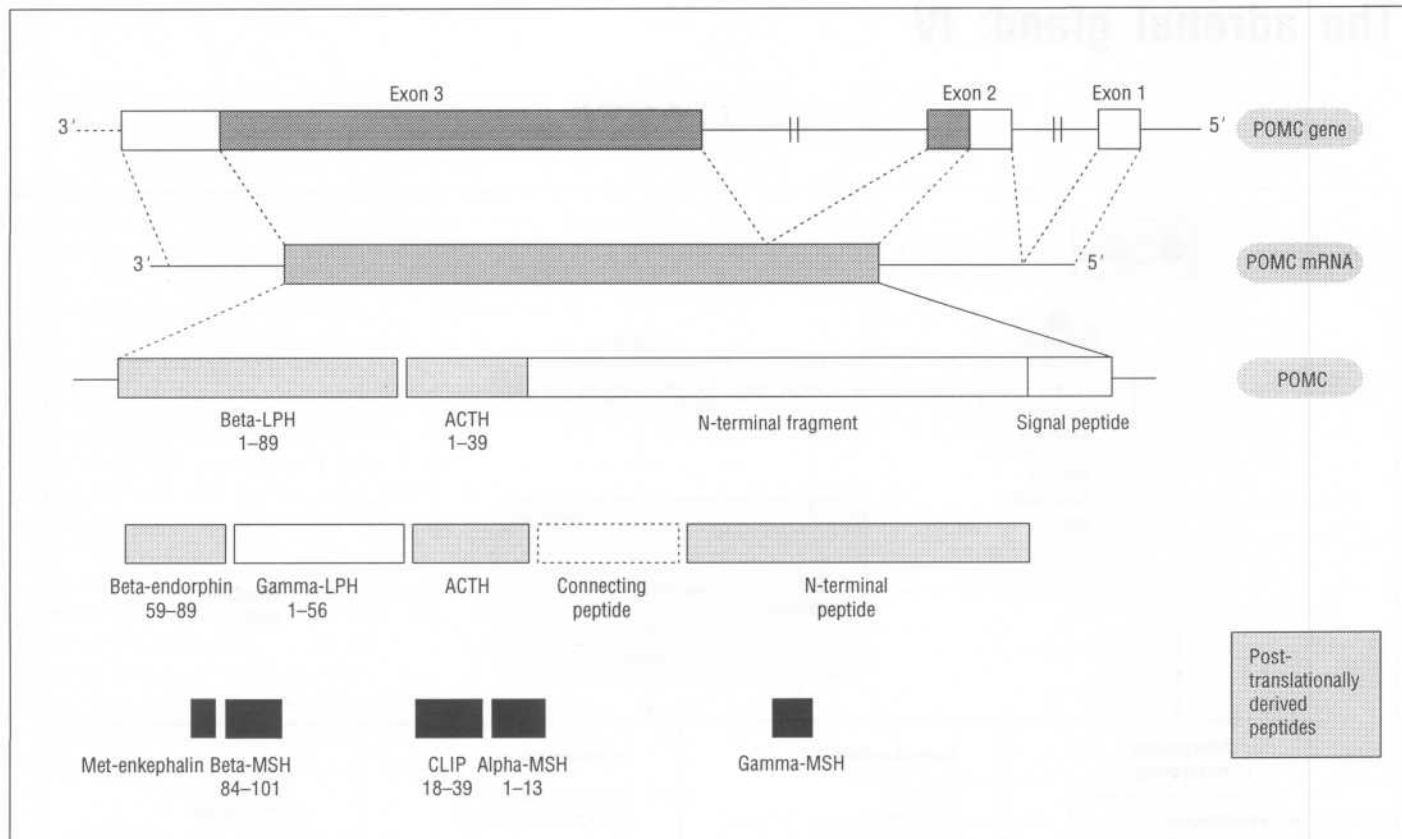 The adrenal gland: IV
Exon 3
Exon 2
Exon 1
3′
5′
POMC gene
3′
5′
POMC mRNA
POMC
Beta-LPH
1–89
ACTH
1–39
N-terminal fragment
Signal peptide
Beta-endorphin
59–89
Gamma-LPH
1–56
ACTH
Connecting
peptide
N-terminal
peptide
Post-
translationally
derived
peptides
Met-enkephalin
Beta-MSH
84–101
CLIP
18–39
Alpha-MSH
1–13
Gamma-MSH